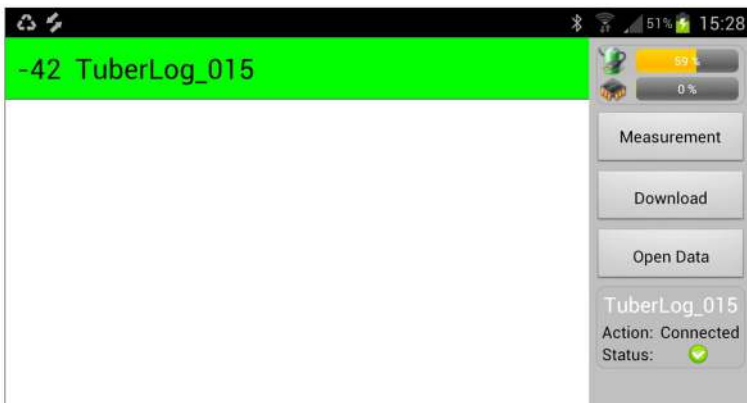 51% 15:28
-42 TuberLog_015
59 %
0 %
Measurement
Download
Open Data
TuberLog_015
Action: Connected
Status: